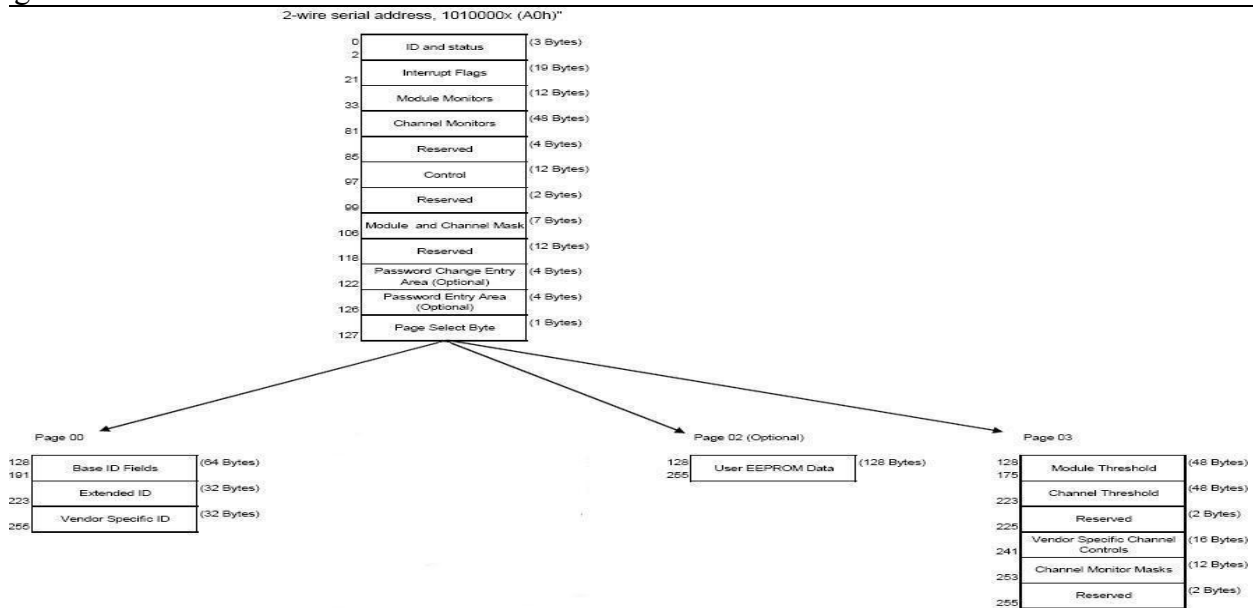 2-wire serial address, 1010000x (A0h)"
0
2
ID and status
(3 Bytes)
21
Interrupt Flags
(19 Bytes)
33
Module Monitors
(12 Bytes)
81
Channel Monitors
(48 Bytes)
85
Reserved
(4 Bytes)
97
Control
(12 Bytes)
99
Reserved
(2 Bytes)
106
Module and Channel Mask
(7 Bytes)
118
Reserved
(12 Bytes)
122
Password Change Entry
Area (Optional)
(4 Bytes)
126
Password Entry Area
(Optional)
(4 Bytes)
127
Page Select Byte
(1 Bytes)
Page 00
128
191
Base ID Fields
(64 Bytes)
223
Extended ID
(32 Bytes)
255
Vendor Specific ID
(32 Bytes)
Page 02 (Optional)
128
255
User EEPROM Data
(128 Bytes)
Page 03
128
175
Module Threshold
(48 Bytes)
223
Channel Threshold
(48 Bytes)
225
Reserved
(2 Bytes)
241
Vendor Specific Channel
Controls
(16 Bytes)
253
Channel Monitor Masks
(12 Bytes)
255
Reserved
(2 Bytes)